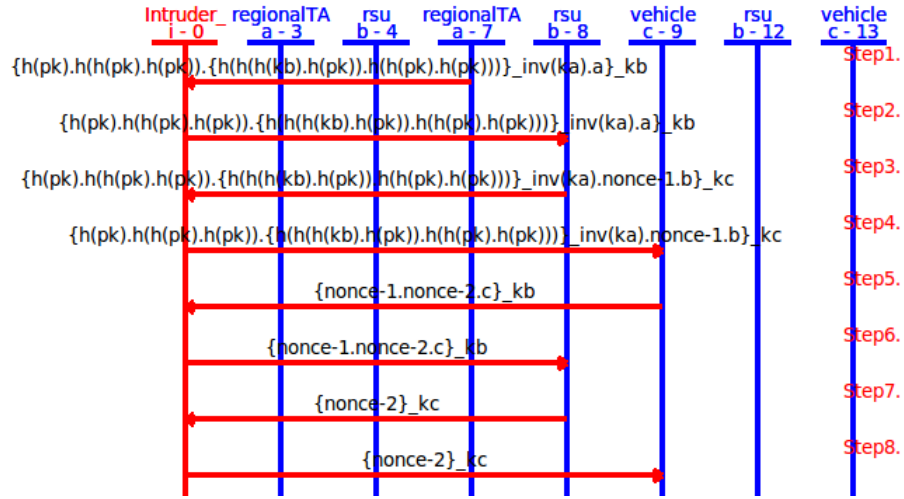 Intruder_ regionalTA rsu regionalTA rsu vehicle rsu vehicle
i - 0 a - 3 b - 4 a - 7 b - 8 c - 9 b - 12 c - 13
Step1.
{h(pk).h(h(pk).h(pk)).{h(h(h(kb).h(pk)).h(h(pk).h(pk)))}_inv(ka).a}_kb
Step2.
{h(pk).h(h(pk).h(pk)).{h(h(h(kb).h(pk)).h(h(pk).h(pk)))}_inv(ka).a}_kb
Step3.
{h(pk).h(h(pk).h(pk)).{h(h(h(kb).h(pk)).h(h(pk).h(pk)))}_inv(ka).nonce-1.b}_kc
Step4.
{h(pk).h(h(pk).h(pk)).{h(h(h(kb).h(pk)).h(h(pk).h(pk)))}_inv(ka).nonce-1.b}_kc
Step5.
{nonce-1.nonce-2.c}_kb
Step6.
{nonce-1.nonce-2.c}_kb
Step7.
{nonce-2}_kc
Step8.
{nonce-2}_kc